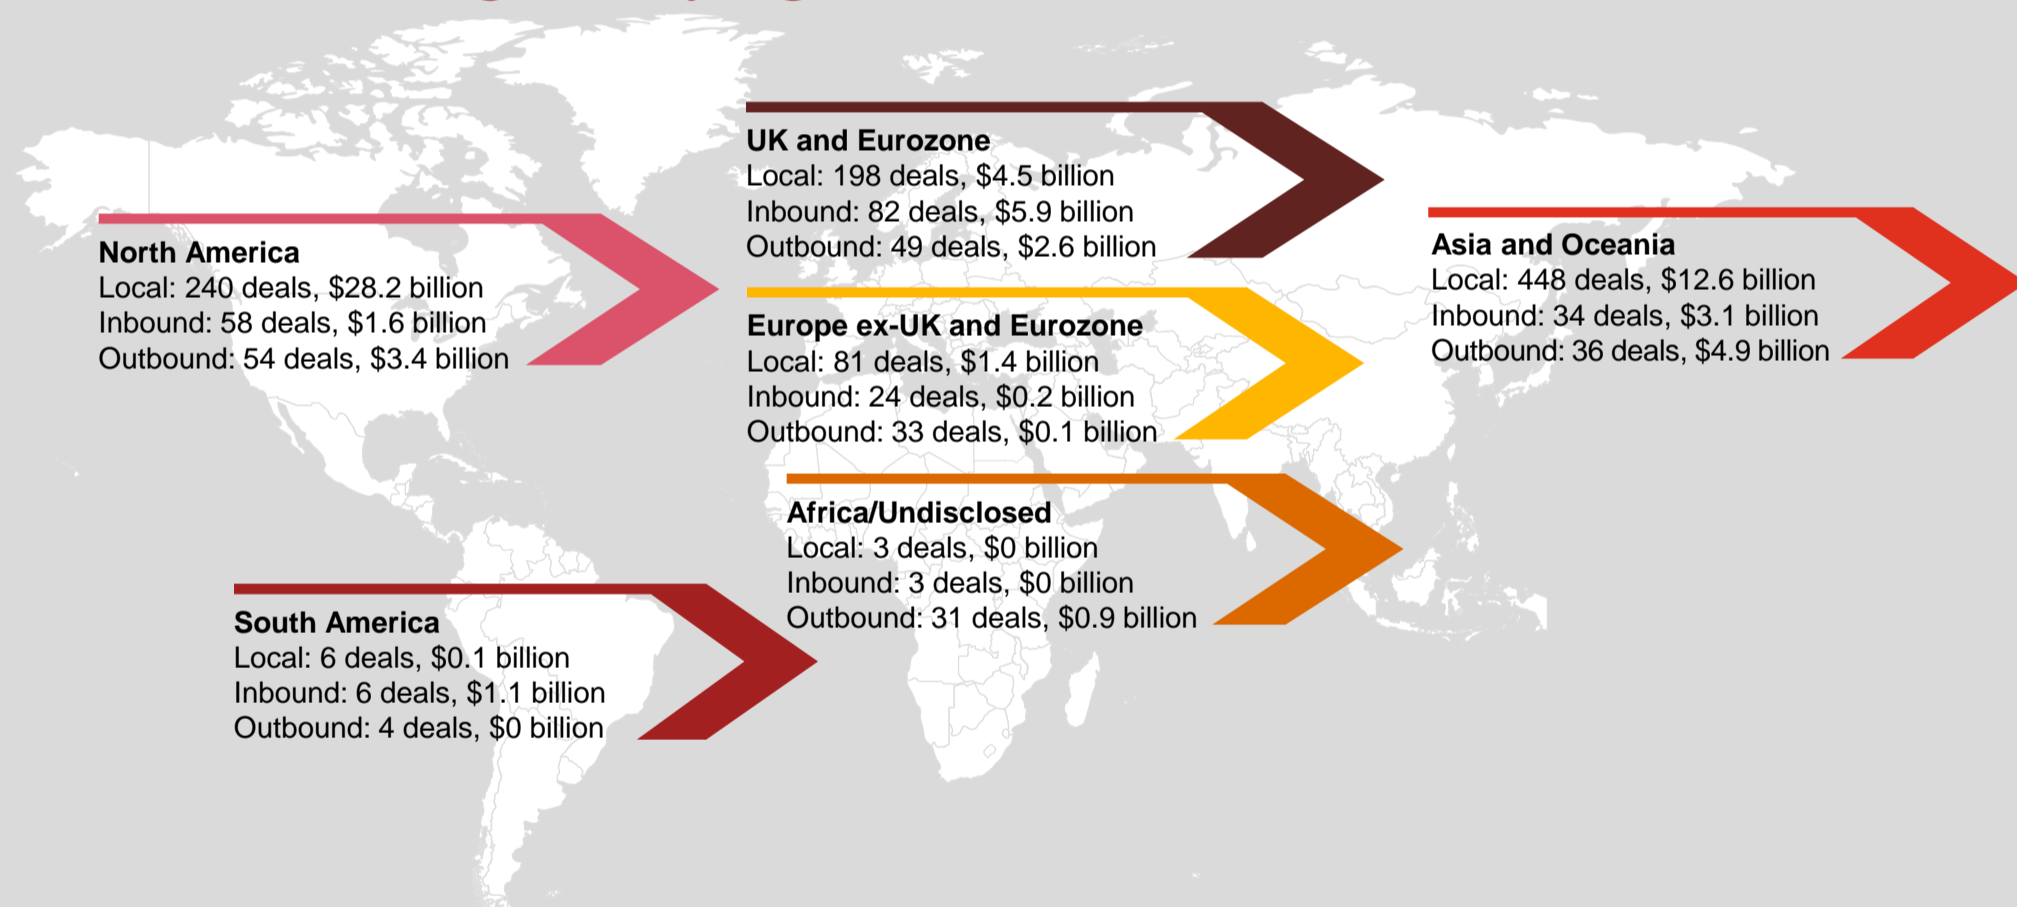 North America
Local: 240 deals, $28.2 billion
Inbound: 58 deals, $1.6 billion
Outbound: 54 deals, $3.4 billion
UK and Eurozone
Local: 198 deals, $4.5 billion
Inbound: 82 deals, $5.9 billion
Outbound: 49 deals, $2.6 billion
Europe ex-UK and Eurozone
Local: 81 deals, $1.4 billion
Inbound: 24 deals, $0.2 billion
Outbound: 33 deals, $0.1 billion
Asia and Oceania
Local: 448 deals, $12.6 billion
Inbound: 34 deals, $3.1 billion
Outbound: 36 deals, $4.9 billion
Africa/Undisclosed
Local: 3 deals, $0 billion
Inbound: 3 deals, $0 billion
Outbound: 31 deals, $0.9 billion
South America
Local: 6 deals, $0.1 billion
Inbound: 6 deals, $1.1 billion
Outbound: 4 deals, $0 billion